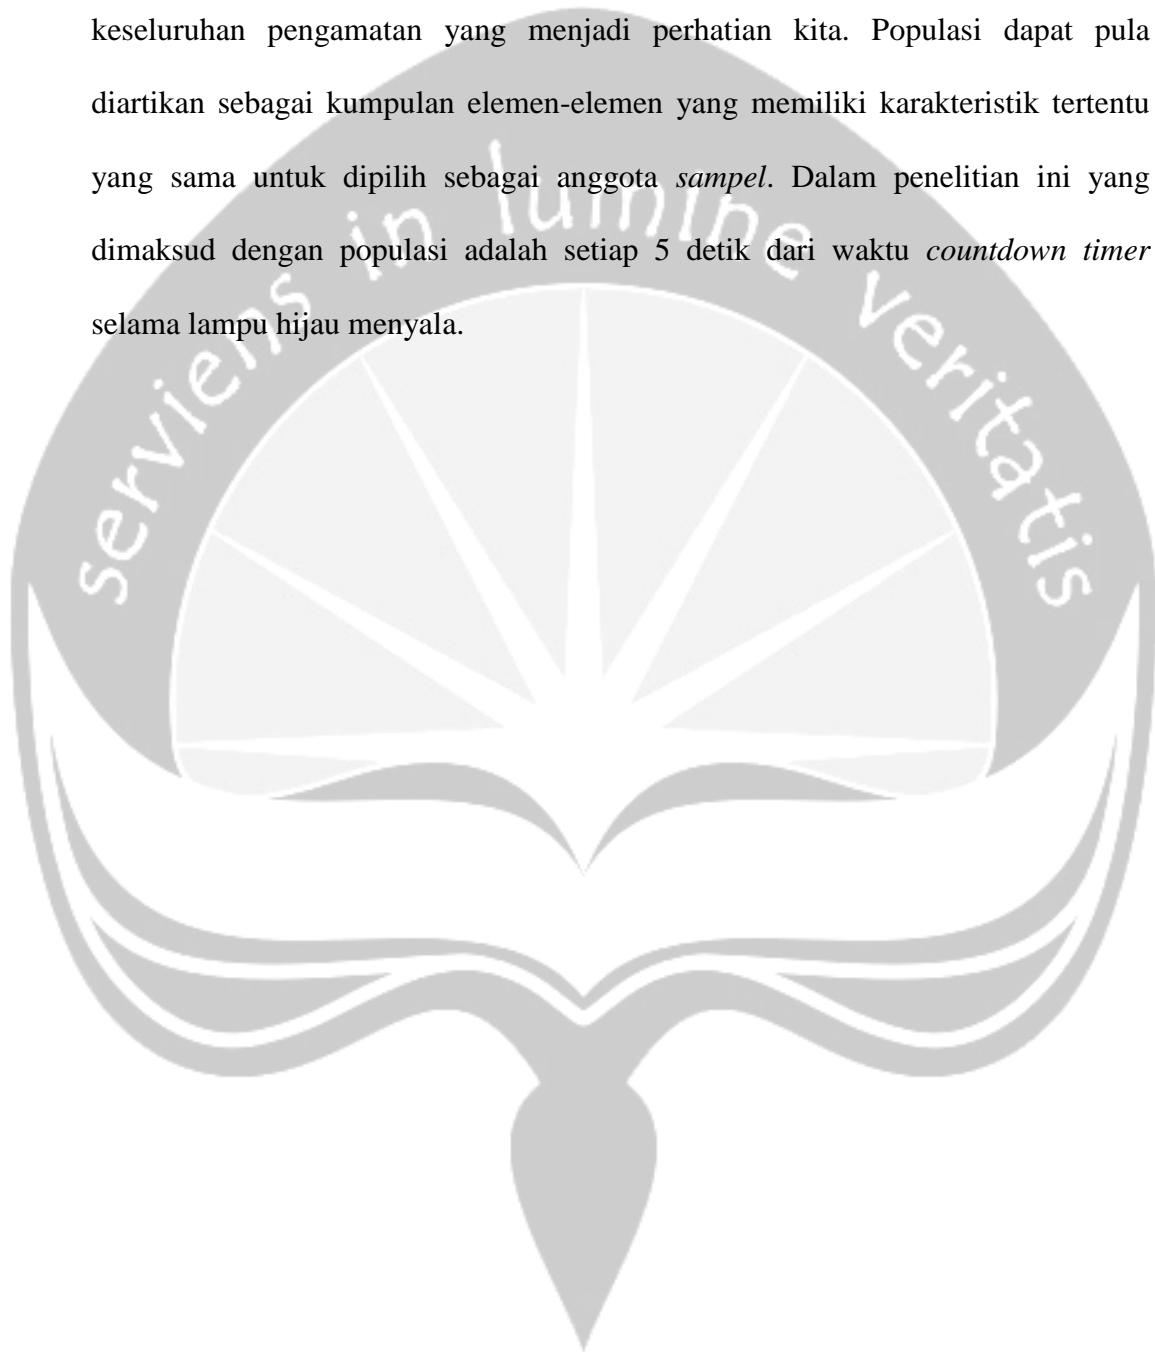 keseluruhan pengamatan yang menjadi perhatian kita. Populasi dapat pula
diartikan sebagai kumpulan elemen-elemen yang memiliki karakteristik tertentu
yang sama untuk dipilih sebagai anggota sampel. Dalam penelitian ini yang
dimaksud dengan populasi adalah setiap 5 detik dari waktu countdown timer
selama lampu hijau menyala.
serviens in lumine veritatis